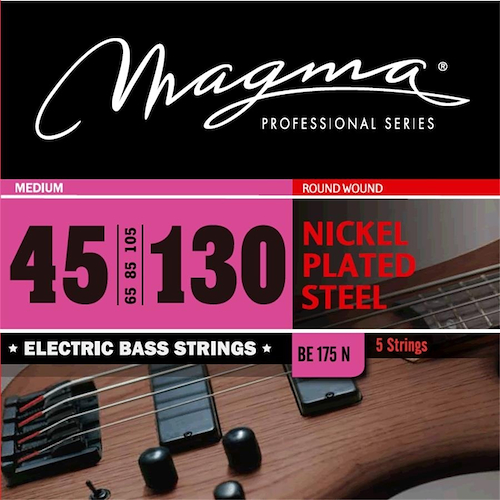 Magma®
PROFESSIONAL SERIES
MEDIUM
ROUND WOUND
45
65 85 105
130
NICKEL
PLATED
STEEL
★ ELECTRIC BASS STRINGS ★
BE 175 N
5 Strings